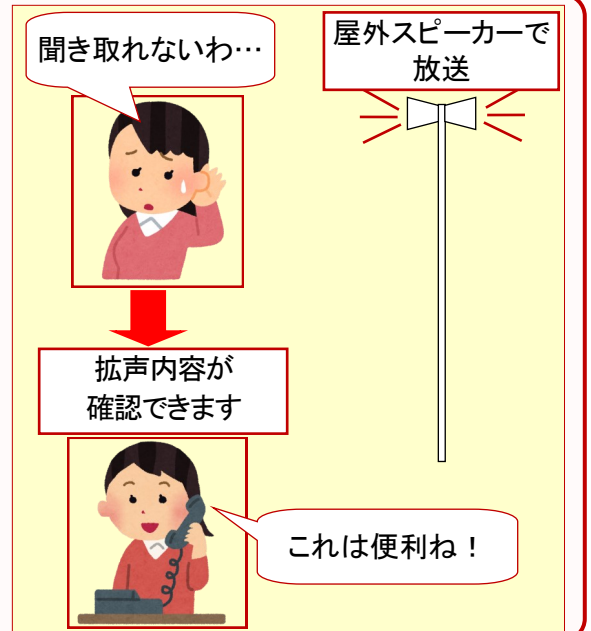 聞き取れないわ…
屋外スピーカーで
放送
拡声内容が
確認できます
これは便利ね！